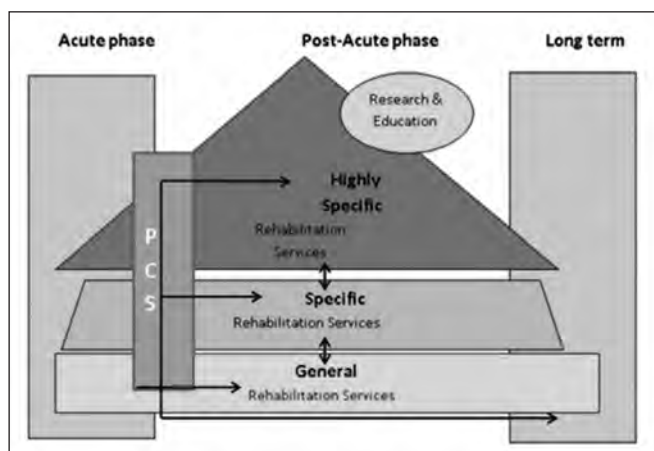 Acute phase
Post-Acute phase
Long term
Research &
Education
Highly
Specific
Rehabilitation
Services
P
C
S
Specific
Rehabilitation Services
General
Rehabilitation Services